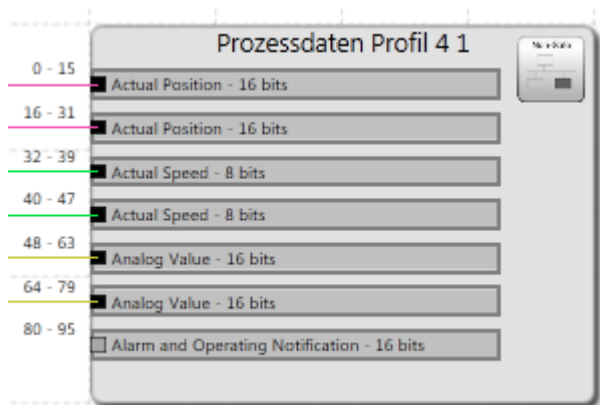 Prozessdaten Profil 4 1
Non-Safe
0 - 15
Actual Position - 16 bits
16 - 31
Actual Position - 16 bits
32 - 39
Actual Speed - 8 bits
40 - 47
Actual Speed - 8 bits
48 - 63
Analog Value - 16 bits
64 - 79
Analog Value - 16 bits
80 - 95
Alarm and Operating Notification - 16 bits